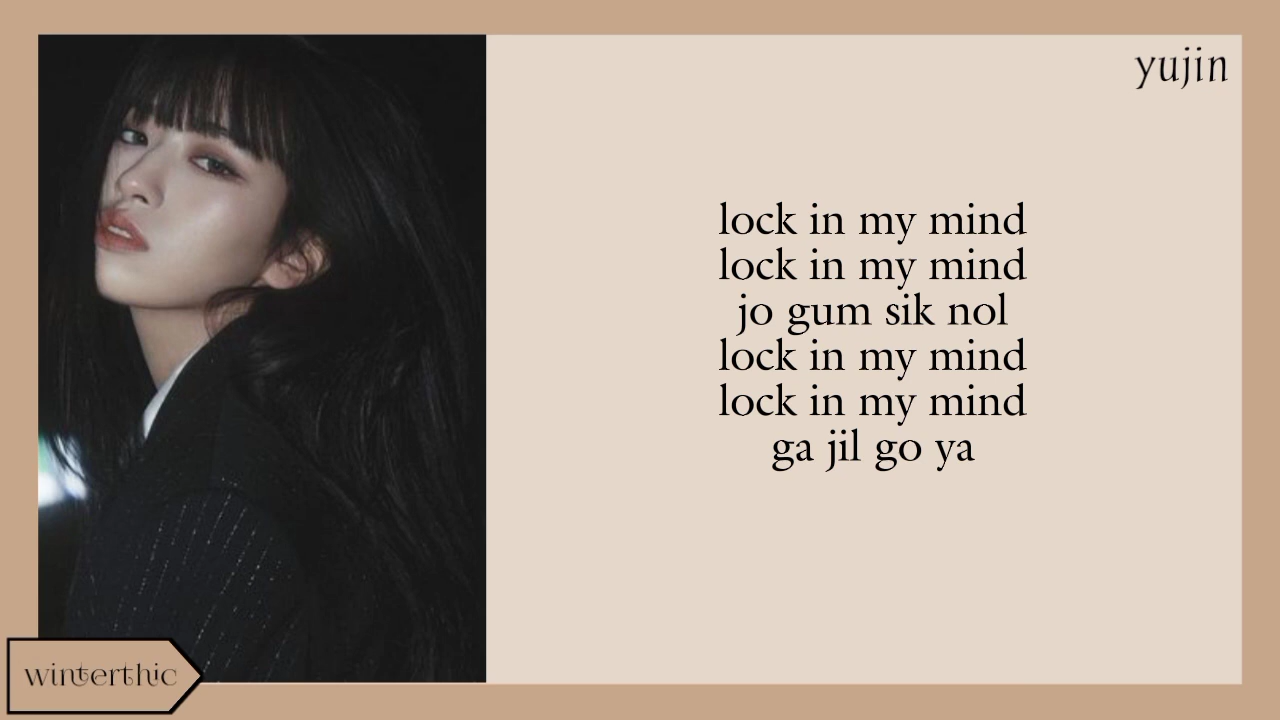 yujin
lock in my mind
lock in my mind
jo gum sik nol
lock in my mind
lock in my mind
ga jil go ya
winterthic